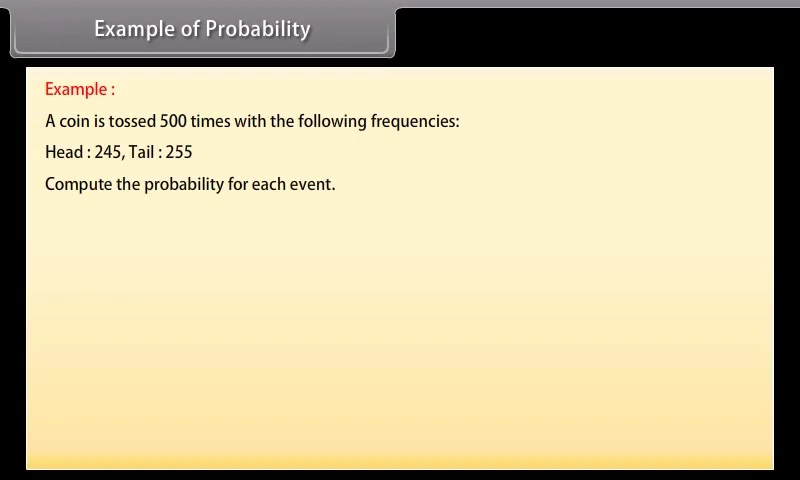 Example of Probability
Example :
A coin is tossed 500 times with the following frequencies:
Head : 245, Tail : 255
Compute the probability for each event.